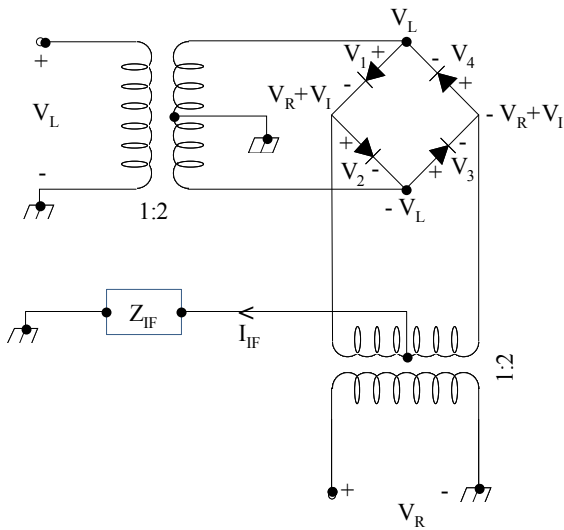 V_L
V_1 + - V_4
+ - +
V_R+V_I - V_R+V_I
V_L
+ -
V_2 - + V_3
-
1:2 - V_L
Z_IF
I_IF
1:2
+ -
V_R